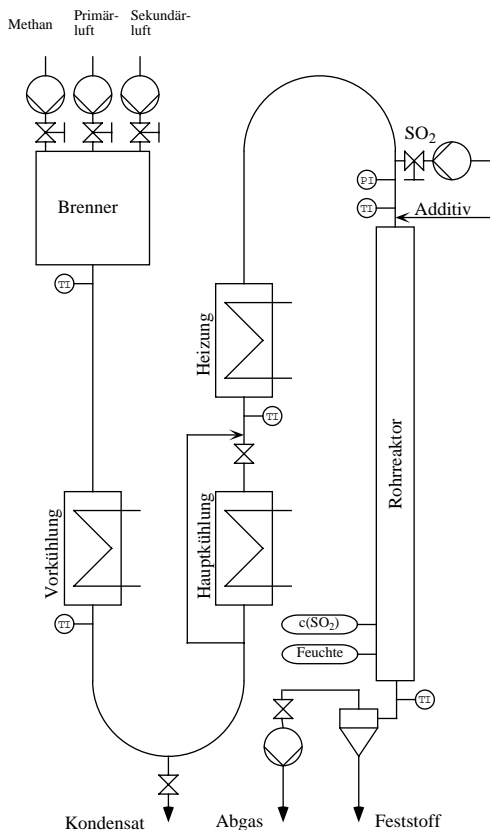 Methan
Primär-
luft
Sekundär-
luft
SO2
Brenner
PI
TI
Additiv
TI
Heizung
TI
Rohrreaktor
Vorkühlung
Hauptkühlung
TI
c(SO2)
Feuchte
TI
Kondensat
Abgas
Feststoff